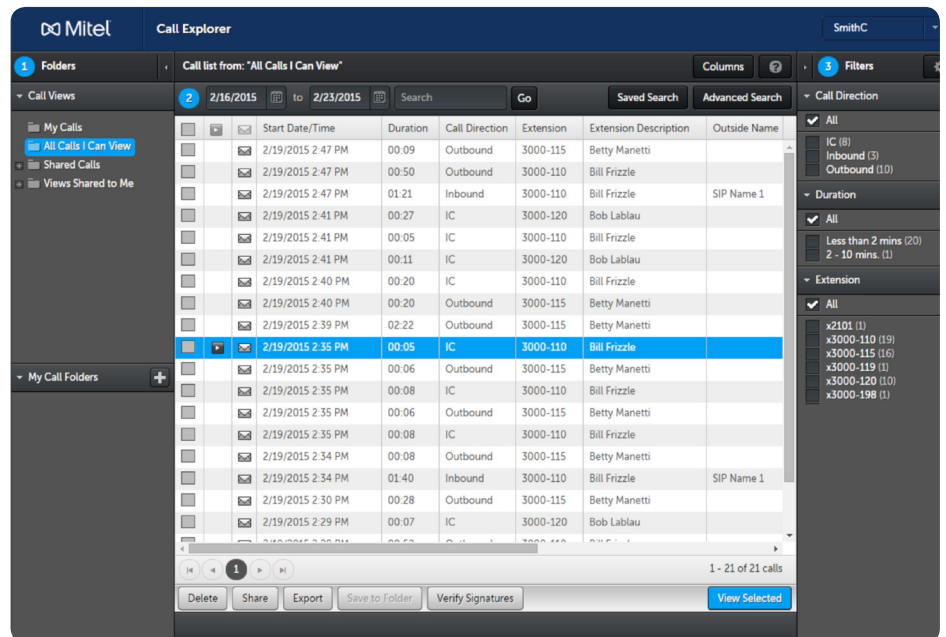 Mitel Call Explorer SmithC
1 Folders Call list from: "All Calls I Can View" Columns ? 3 Filters
Call Views 2 2/16/2015 to 2/23/2015 Search Go Saved Search Advanced Search Call Direction
My Calls
All Calls I Can View
Shared Calls
Views Shared to Me
My Call Folders +
Start Date/Time Duration Call Direction Extension Extension Description Outside Name
2/19/2015 2:47 PM 00:09 Outbound 3000-115 Betty Manetti
2/19/2015 2:47 PM 00:50 Outbound 3000-110 Bill Frizzle
2/19/2015 2:47 PM 01:21 Inbound 3000-110 Bill Frizzle SIP Name 1
2/19/2015 2:41 PM 00:27 IC 3000-120 Bob Lablau
2/19/2015 2:41 PM 00:05 IC 3000-110 Bill Frizzle
2/19/2015 2:41 PM 00:11 IC 3000-120 Bob Lablau
2/19/2015 2:40 PM 00:20 IC 3000-110 Bill Frizzle
2/19/2015 2:40 PM 00:20 Outbound 3000-115 Betty Manetti
2/19/2015 2:39 PM 02:22 Outbound 3000-115 Betty Manetti
2/19/2015 2:35 PM 00:05 IC 3000-110 Bill Frizzle
2/19/2015 2:35 PM 00:06 Outbound 3000-115 Betty Manetti
2/19/2015 2:35 PM 00:08 IC 3000-110 Bill Frizzle
2/19/2015 2:35 PM 00:06 Outbound 3000-115 Betty Manetti
2/19/2015 2:35 PM 00:08 IC 3000-110 Bill Frizzle
2/19/2015 2:34 PM 00:08 Outbound 3000-115 Betty Manetti
2/19/2015 2:34 PM 01:40 Inbound 3000-110 Bill Frizzle SIP Name 1
2/19/2015 2:30 PM 00:28 Outbound 3000-115 Betty Manetti
2/19/2015 2:29 PM 00:07 IC 3000-120 Bob Lablau
1 1 - 21 of 21 calls
Delete Share Export Save to Folder Verify Signatures View Selected
All
IC (8)
Inbound (3)
Outbound (10)
Duration
All
Less than 2 mins (20)
2 - 10 mins. (1)
Extension
All
x2101 (1)
x3000-110 (19)
x3000-115 (16)
x3000-119 (1)
x3000-120 (10)
x3000-198 (1)